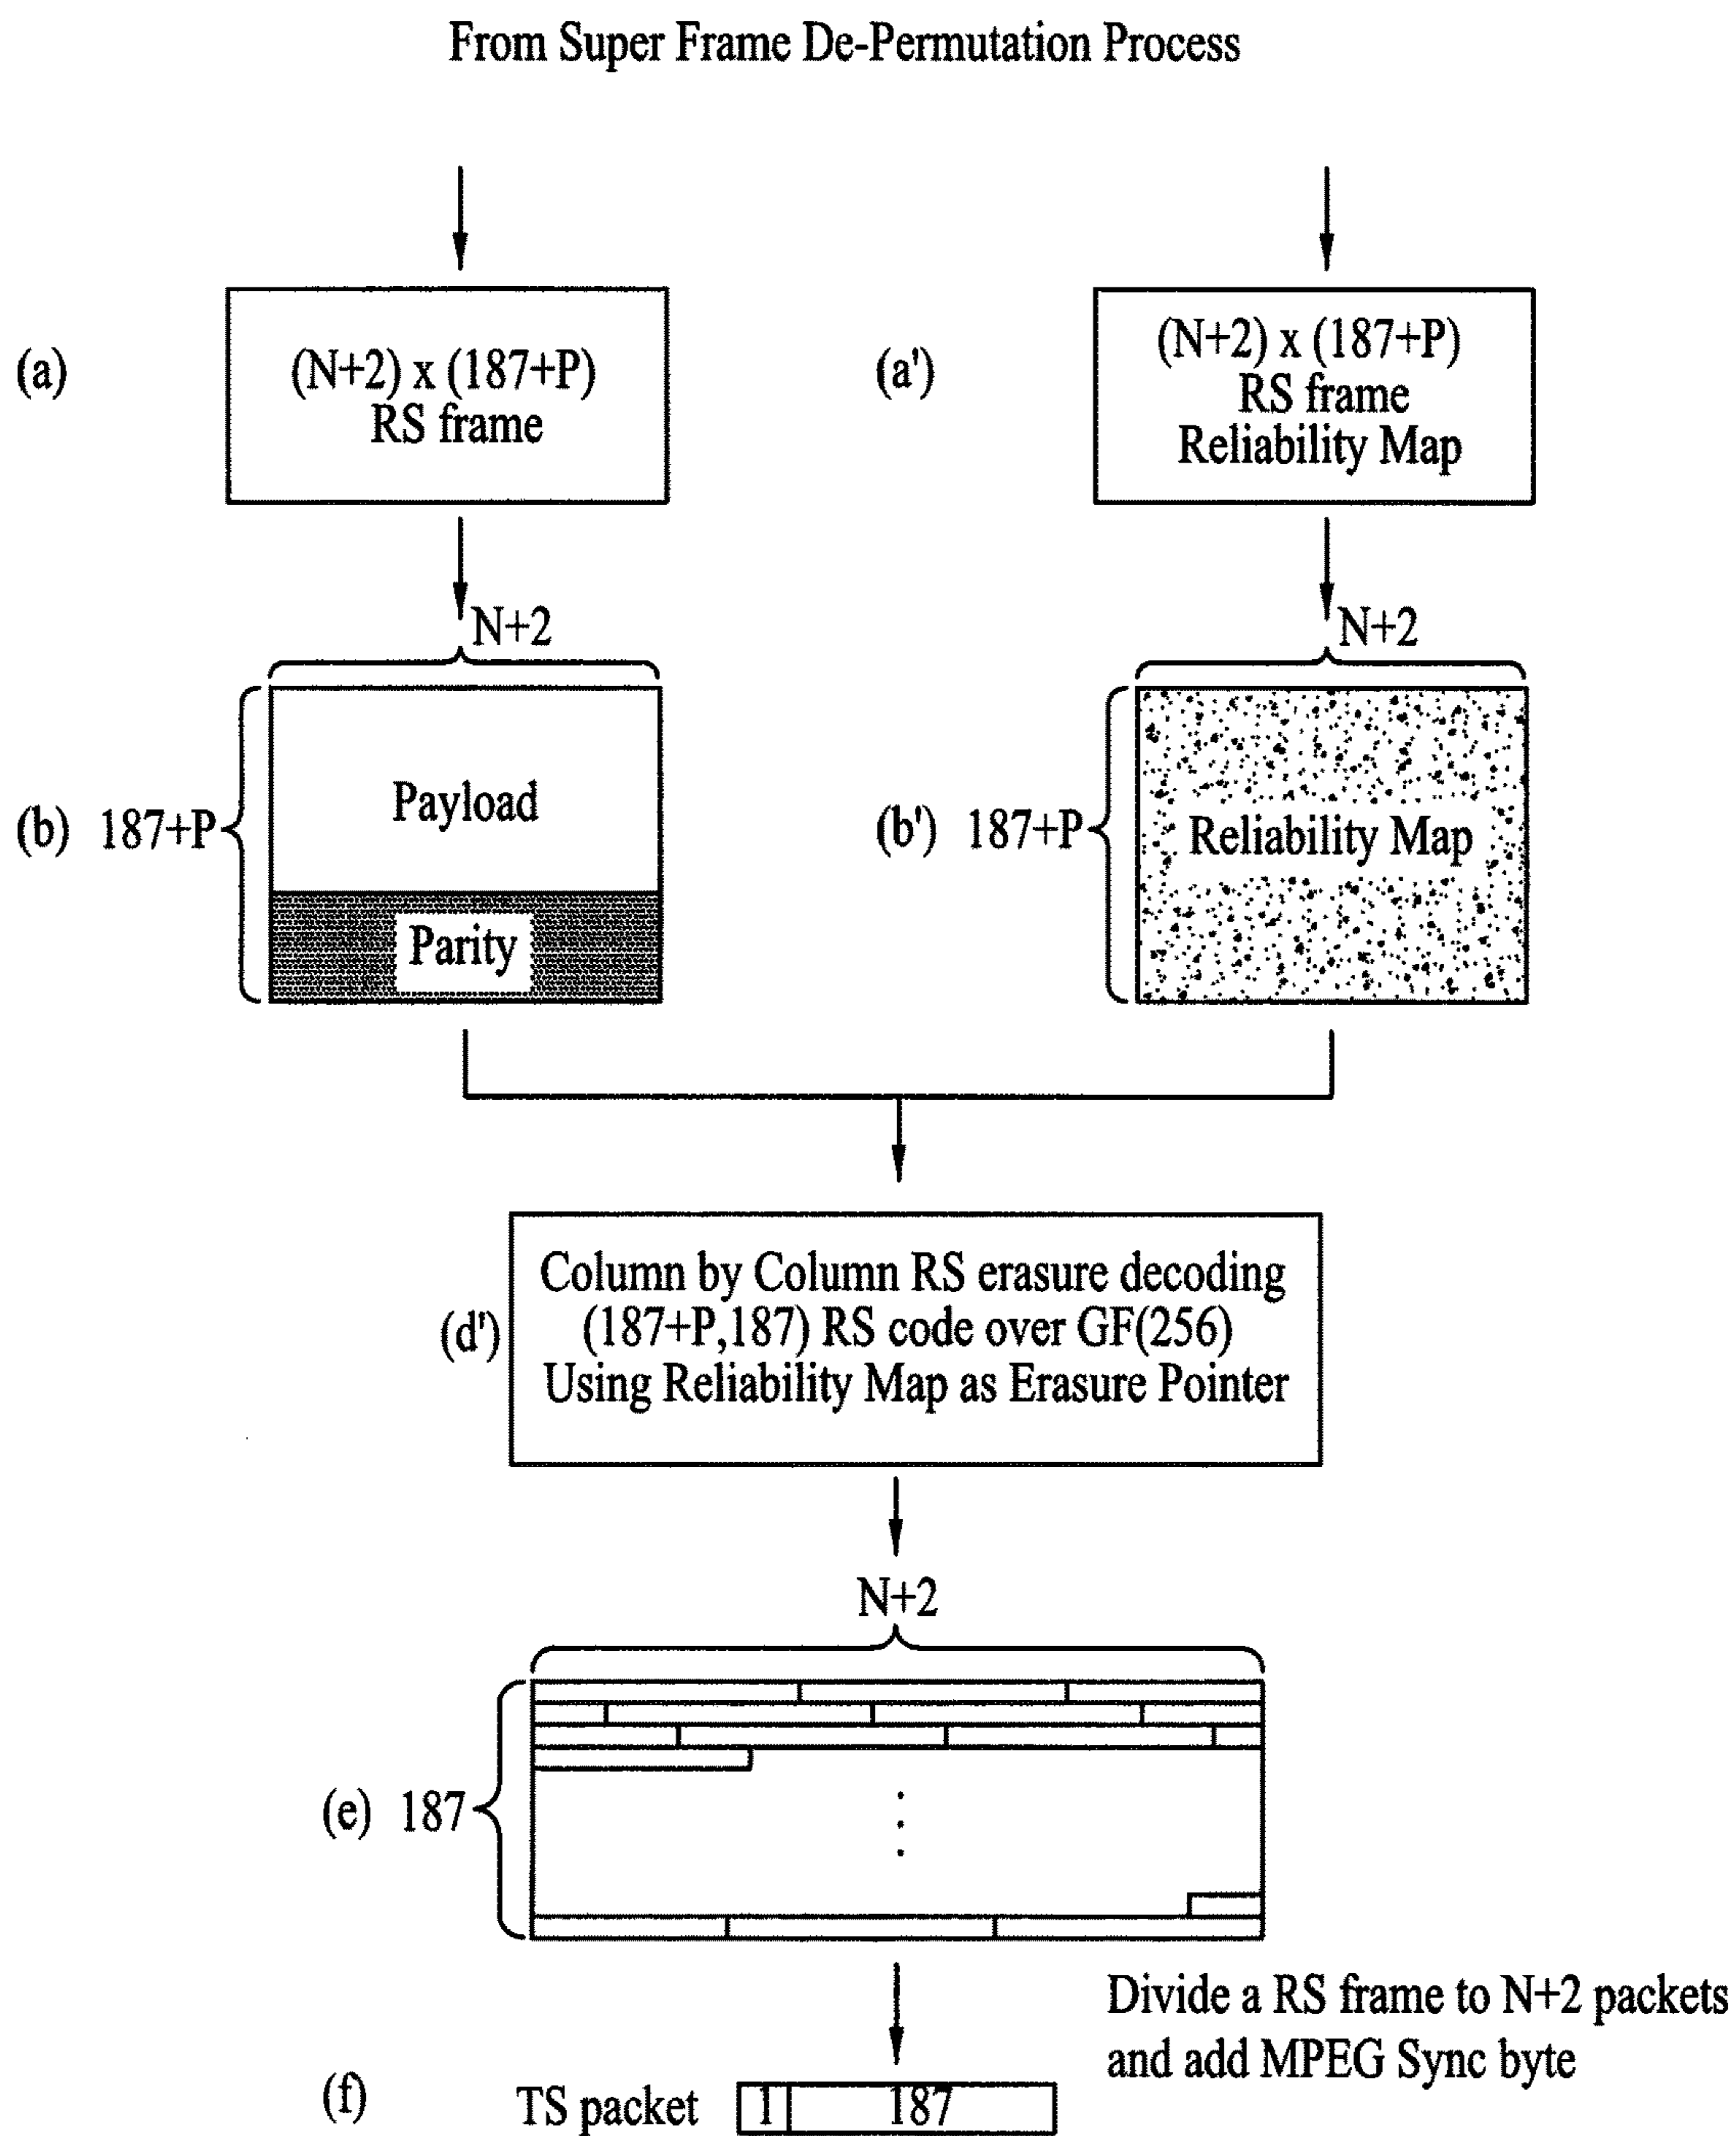 From Super Frame De-Permutation Process
(a)
(N+2) x (187+P)
RS frame
(a')
(N+2) x (187+P)
RS frame
Reliability Map
N+2
N+2
(b) 187+P
Payload
Parity
(b') 187+P
Reliability Map
(d')
Column by Column RS erasure decoding
(187+P,187) RS code over GF(256)
Using Reliability Map as Erasure Pointer
N+2
(e) 187
Divide a RS frame to N+2 packets
and add MPEG Sync byte
(f)
TS packet
1
187